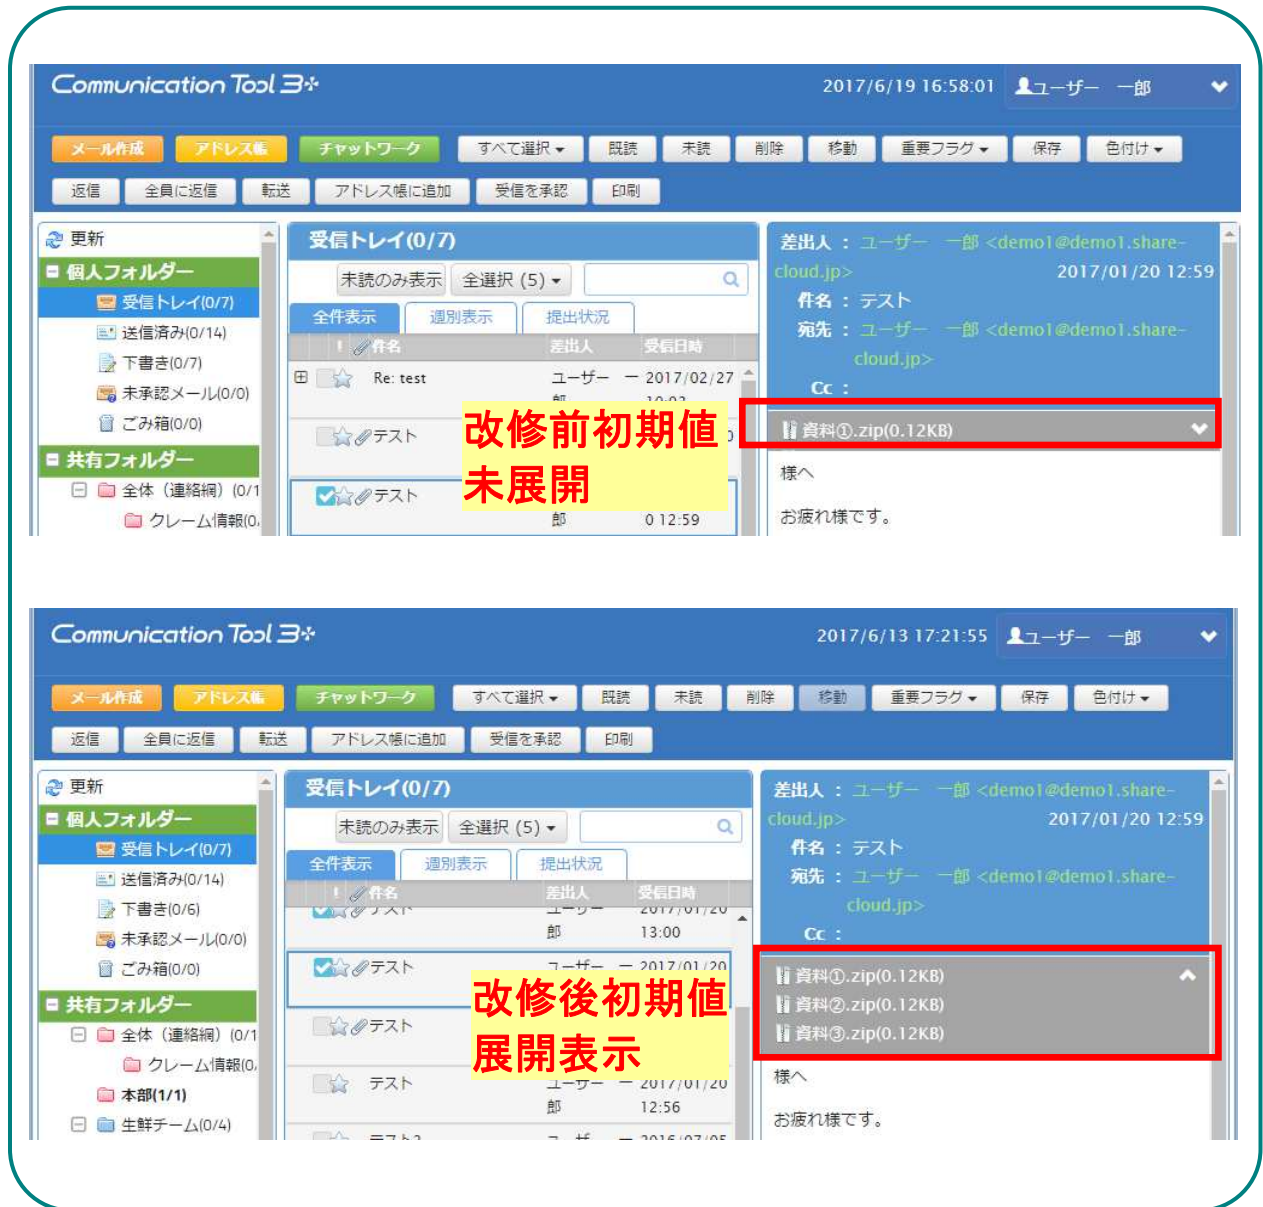 Communication Tool 3+
2017/6/19 16:58:01 ユーザー 一郎
メール作成 アドレス帳 チャットワーク すべて選択 既読 未読 削除 移動 重要フラグ 保存 色付け
返信 全員に返信 転送 アドレス帳に追加 受信を承認 印刷
更新
個人フォルダー
受信トレイ(0/7)
送信済み(0/14)
下書き(0/7)
未承認メール(0/0)
ごみ箱(0/0)
共有フォルダー
全体（連絡網）(0/1
クレーム情報(0,
受信トレイ(0/7)
未読のみ表示 全選択 (5)
全件表示 週別表示 提出状況
! 件名 差出人 受信日時
Re: test ユーザー 一 2017/02/27
テスト
テスト
郎 0 12:59
改修前初期値
未展開
差出人 : ユーザー 一郎 <demo1@demo1.share-
cloud.jp> 2017/01/20 12:59
件名 : テスト
宛先 : ユーザー 一郎 <demo1@demo1.share-
cloud.jp>
Cc :
資料①.zip(0.12KB)
様へ
お疲れ様です。
Communication Tool 3+
2017/6/13 17:21:55 ユーザー 一郎
メール作成 アドレス帳 チャットワーク すべて選択 既読 未読 削除 移動 重要フラグ 保存 色付け
返信 全員に返信 転送 アドレス帳に追加 受信を承認 印刷
更新
個人フォルダー
受信トレイ(0/7)
送信済み(0/14)
下書き(0/6)
未承認メール(0/0)
ごみ箱(0/0)
共有フォルダー
全体（連絡網）(0/1
クレーム情報(0,
本部(1/1)
生鮮チーム(0/4)
受信トレイ(0/7)
未読のみ表示 全選択 (5)
全件表示 週別表示 提出状況
! 件名 差出人 受信日時
テスト ユーザー 2017/01/20
郎 13:00
テスト ユーザー 一 2017/01/20
テスト
テスト ユーザー 一 2017/01/20
郎 12:56
改修後初期値
展開表示
差出人 : ユーザー 一郎 <demo1@demo1.share-
cloud.jp> 2017/01/20 12:59
件名 : テスト
宛先 : ユーザー 一郎 <demo1@demo1.share-
cloud.jp>
Cc :
資料①.zip(0.12KB)
資料②.zip(0.12KB)
資料③.zip(0.12KB)
様へ
お疲れ様です。